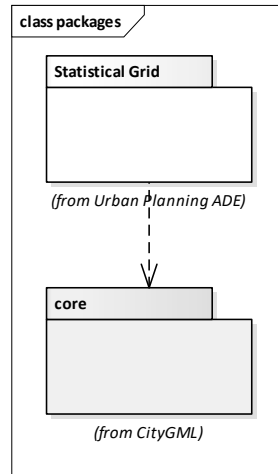 class packages
Statistical Grid
(from Urban Planning ADE)
core
(from CityGML)